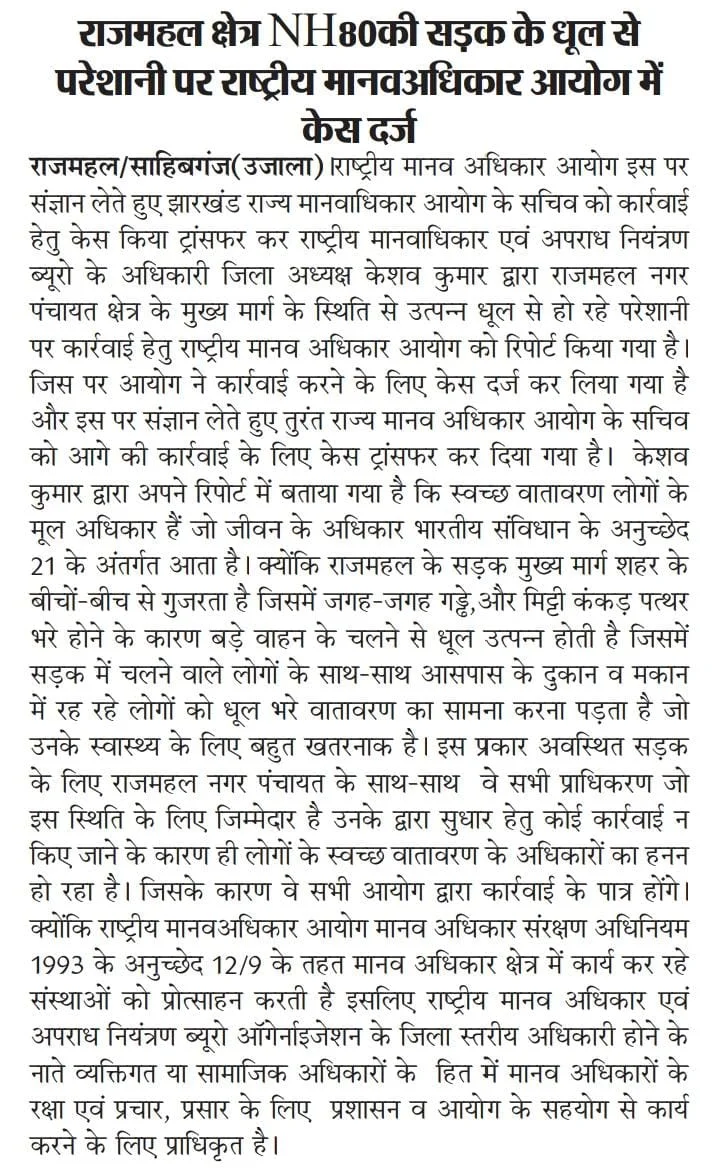 राजमहल क्षेत्र NH80की सड़क के धूल से
परेशानी पर राष्ट्रीय मानवअधिकार आयोग में
केस दर्ज
राजमहल/साहिबगंज(उजाला)।राष्ट्रीय मानव अधिकार आयोग इस पर
संज्ञान लेते हुए झारखंड राज्य मानवाधिकार आयोग के सचिव को कार्रवाई
हेतु केस किया ट्रांसफर कर राष्ट्रीय मानवाधिकार एवं अपराध नियंत्रण
ब्यूरो के अधिकारी जिला अध्यक्ष केशव कुमार द्वारा राजमहल नगर
पंचायत क्षेत्र के मुख्य मार्ग के स्थिति से उत्पन्न धूल से हो रहे परेशानी
पर कार्रवाई हेतु राष्ट्रीय मानव अधिकार आयोग को रिपोर्ट किया गया है।
जिस पर आयोग ने कार्रवाई करने के लिए केस दर्ज कर लिया गया है
और इस पर संज्ञान लेते हुए तुरंत राज्य मानव अधिकार आयोग के सचिव
को आगे की कार्रवाई के लिए केस ट्रांसफर कर दिया गया है। केशव
कुमार द्वारा अपने रिपोर्ट में बताया गया है कि स्वच्छ वातावरण लोगों के
मूल अधिकार हैं जो जीवन के अधिकार भारतीय संविधान के अनुच्छेद
21 के अंतर्गत आता है। क्योंकि राजमहल के सड़क मुख्य मार्ग शहर के
बीचों-बीच से गुजरता है जिसमें जगह-जगह गड्ढे,और मिट्टी कंकड़ पत्थर
भरे होने के कारण बड़े वाहन के चलने से धूल उत्पन्न होती है जिसमें
सड़क में चलने वाले लोगों के साथ-साथ आसपास के दुकान व मकान
में रह रहे लोगों को धूल भरे वातावरण का सामना करना पड़ता है जो
उनके स्वास्थ्य के लिए बहुत खतरनाक है। इस प्रकार अवस्थित सड़क
के लिए राजमहल नगर पंचायत के साथ-साथ वे सभी प्राधिकरण जो
इस स्थिति के लिए जिम्मेदार है उनके द्वारा सुधार हेतु कोई कार्रवाई न
किए जाने के कारण ही लोगों के स्वच्छ वातावरण के अधिकारों का हनन
हो रहा है। जिसके कारण वे सभी आयोग द्वारा कार्रवाई के पात्र होंगे।
क्योंकि राष्ट्रीय मानवअधिकार आयोग मानव अधिकार संरक्षण अधिनियम
1993 के अनुच्छेद 12/9 के तहत मानव अधिकार क्षेत्र में कार्य कर रहे
संस्थाओं को प्रोत्साहन करती है इसलिए राष्ट्रीय मानव अधिकार एवं
अपराध नियंत्रण ब्यूरो ऑगेर्नाइजेशन के जिला स्तरीय अधिकारी होने के
नाते व्यक्तिगत या सामाजिक अधिकारों के हित में मानव अधिकारों के
रक्षा एवं प्रचार, प्रसार के लिए प्रशासन व आयोग के सहयोग से कार्य
करने के लिए प्राधिकृत है।